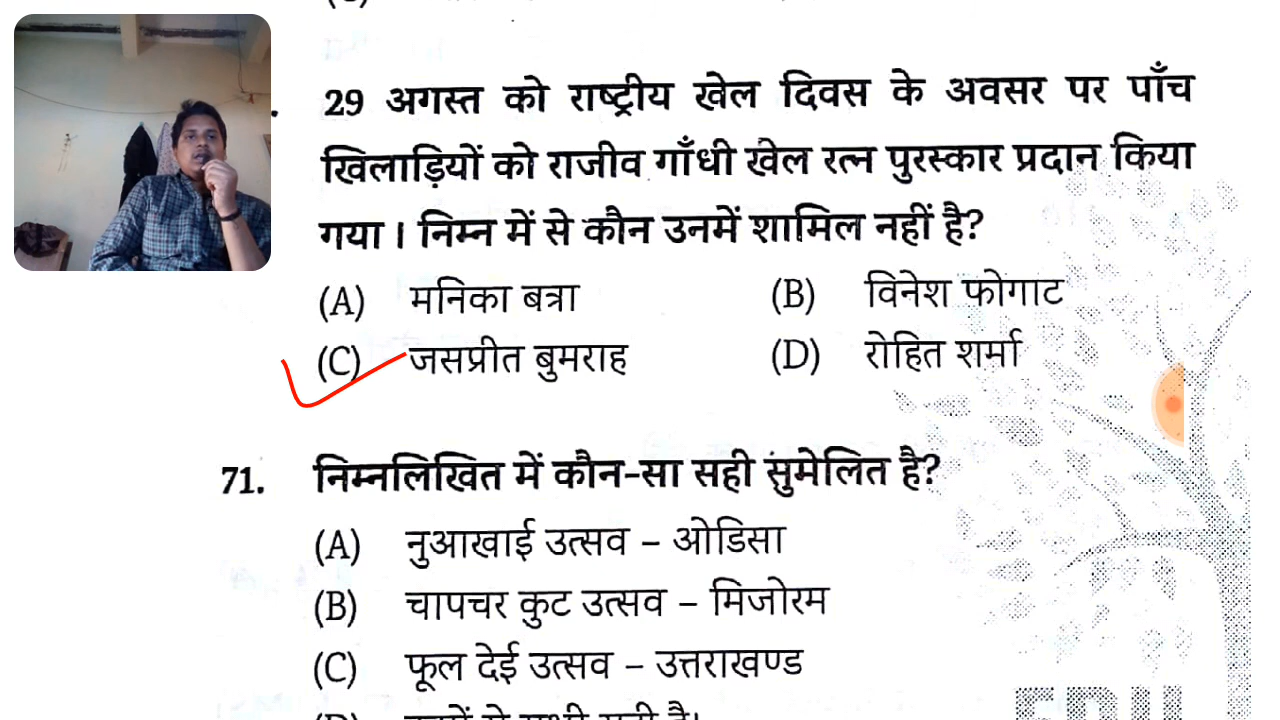 29 अगस्त को राष्ट्रीय खेल दिवस के अवसर पर पाँच
खिलाड़ियों को राजीव गाँधी खेल रत्न पुरस्कार प्रदान किया
गया । निम्न में से कौन उनमें शामिल नहीं है?
(A) मनिका बत्रा (B) विनेश फोगाट
(C) जसप्रीत बुमराह (D) रोहित शर्मा
71. निम्नलिखित में कौन-सा सही सुमेलित है?
(A) नुआखाई उत्सव – ओडिसा
(B) चापचर कुट उत्सव – मिजोरम
(C) फूल देई उत्सव – उत्तराखण्ड